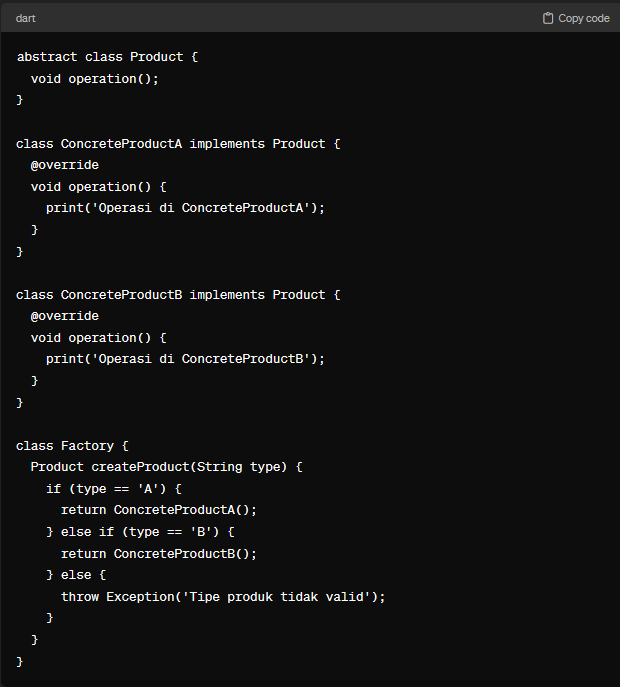 dart
Copy code
abstract class Product {
  void operation();
}

class ConcreteProductA implements Product {
  @override
  void operation() {
    print('Operasi di ConcreteProductA');
  }
}

class ConcreteProductB implements Product {
  @override
  void operation() {
    print('Operasi di ConcreteProductB');
  }
}

class Factory {
  Product createProduct(String type) {
    if (type == 'A') {
      return ConcreteProductA();
    } else if (type == 'B') {
      return ConcreteProductB();
    } else {
      throw Exception('Tipe produk tidak valid');
    }
  }
}